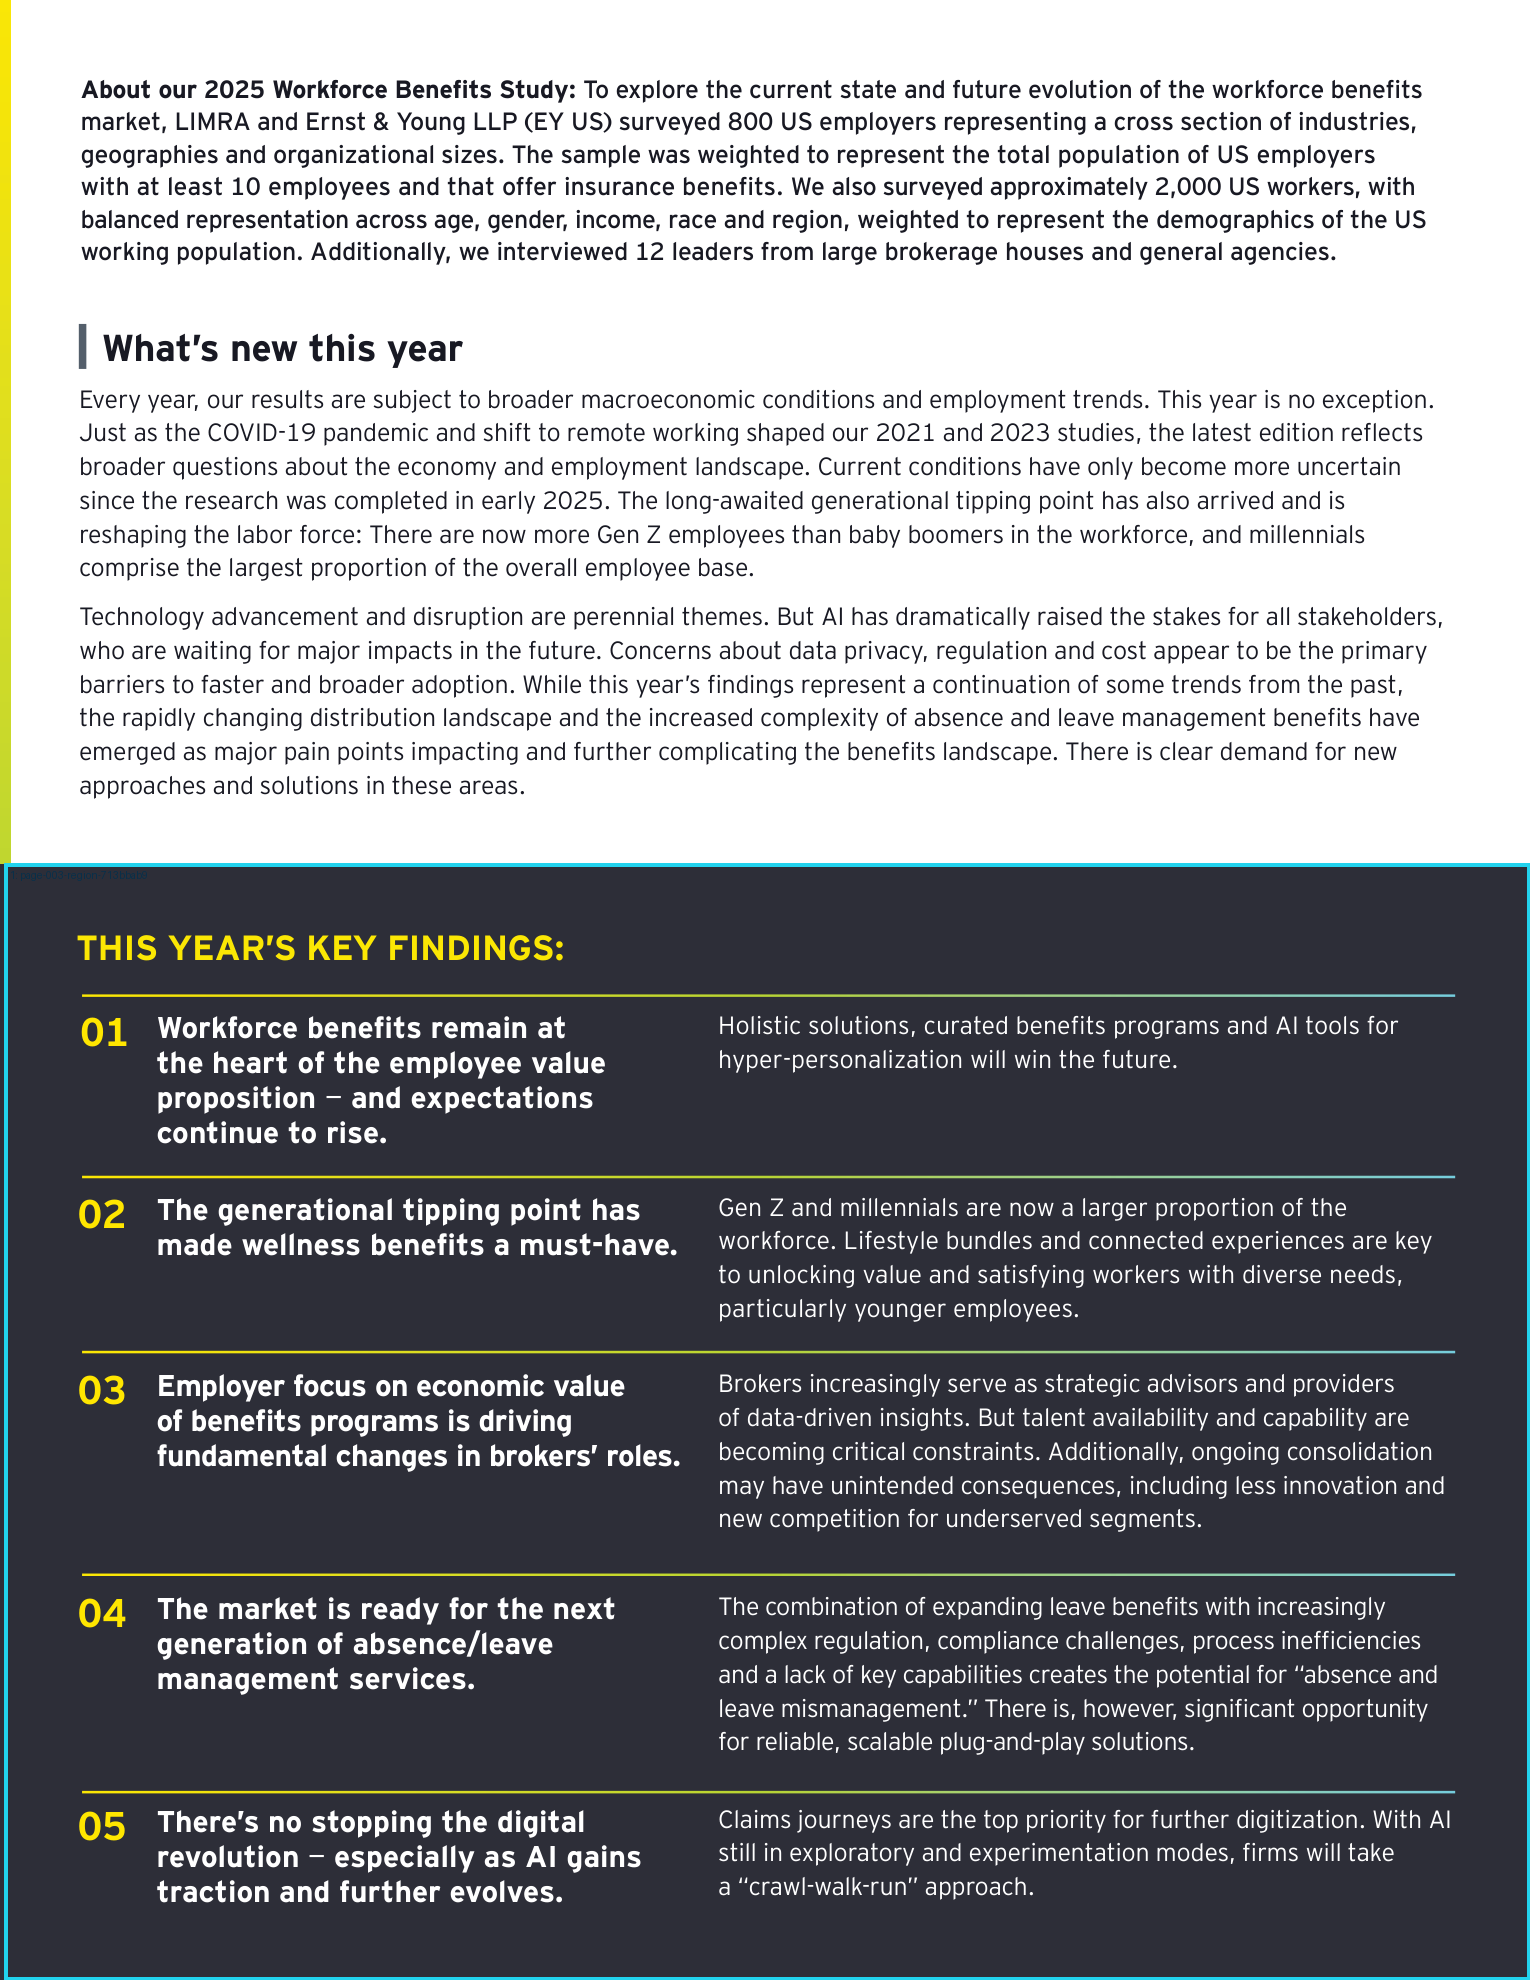 About our 2025 Workforce Benefits Study: To explore the current state and future evolution of the workforce benefits
market, LIMRA and Ernst & Young LLP (EY US) surveyed 800 US employers representing a cross section of industries,
geographies and organizational sizes. The sample was weighted to represent the total population of US employers
with at least 10 employees and that offer insurance benefits. We also surveyed approximately 2,000 US workers, with
balanced representation across age, gender, income, race and region, weighted to represent the demographics of the US
working population. Additionally, we interviewed 12 leaders from large brokerage houses and general agencies.
What's new this year
Every year, our results are subject to broader macroeconomic conditions and employment trends. This year is no exception.
Just as the COVID-19 pandemic and shift to remote working shaped our 2021 and 2023 studies, the latest edition reflects
broader questions about the economy and employment landscape. Current conditions have only become more uncertain
since the research was completed in early 2025. The long-awaited generational tipping point has also arrived and is
reshaping the labor force: There are now more Gen Z employees than baby boomers in the workforce, and millennials
comprise the largest proportion of the overall employee base.
Technology advancement and disruption are perennial themes. But AI has dramatically raised the stakes for all stakeholders,
who are waiting for major impacts in the future. Concerns about data privacy, regulation and cost appear to be the primary
barriers to faster and broader adoption. While this year's findings represent a continuation of some trends from the past,
the rapidly changing distribution landscape and the increased complexity of absence and leave management benefits have
emerged as major pain points impacting and further complicating the benefits landscape. There is clear demand for new
approaches and solutions in these areas.
THIS YEAR'S KEY FINDINGS:
01
Workforce benefits remain at
the heart of the employee value
proposition — and expectations
continue to rise.
Holistic solutions, curated benefits programs and AI tools for
hyper-personalization will win the future.
02
The generational tipping point has
made wellness benefits a must-have.
Gen Z and millennials are now a larger proportion of the
workforce. Lifestyle bundles and connected experiences are key
to unlocking value and satisfying workers with diverse needs,
particularly younger employees.
03
Employer focus on economic value
of benefits programs is driving
fundamental changes in brokers' roles.
Brokers increasingly serve as strategic advisors and providers
of data-driven insights. But talent availability and capability are
becoming critical constraints. Additionally, ongoing consolidation
may have unintended consequences, including less innovation and
new competition for underserved segments.
04
The market is ready for the next
generation of absence/leave
management services.
The combination of expanding leave benefits with increasingly
complex regulation, compliance challenges, process inefficiencies
and a lack of key capabilities creates the potential for “absence and
leave mismanagement.” There is, however, significant opportunity
for reliable, scalable plug-and-play solutions.
05
There's no stopping the digital
revolution — especially as AI gains
traction and further evolves.
Claims journeys are the top priority for further digitization. With AI
still in exploratory and experimentation modes, firms will take
a “crawl-walk-run” approach.